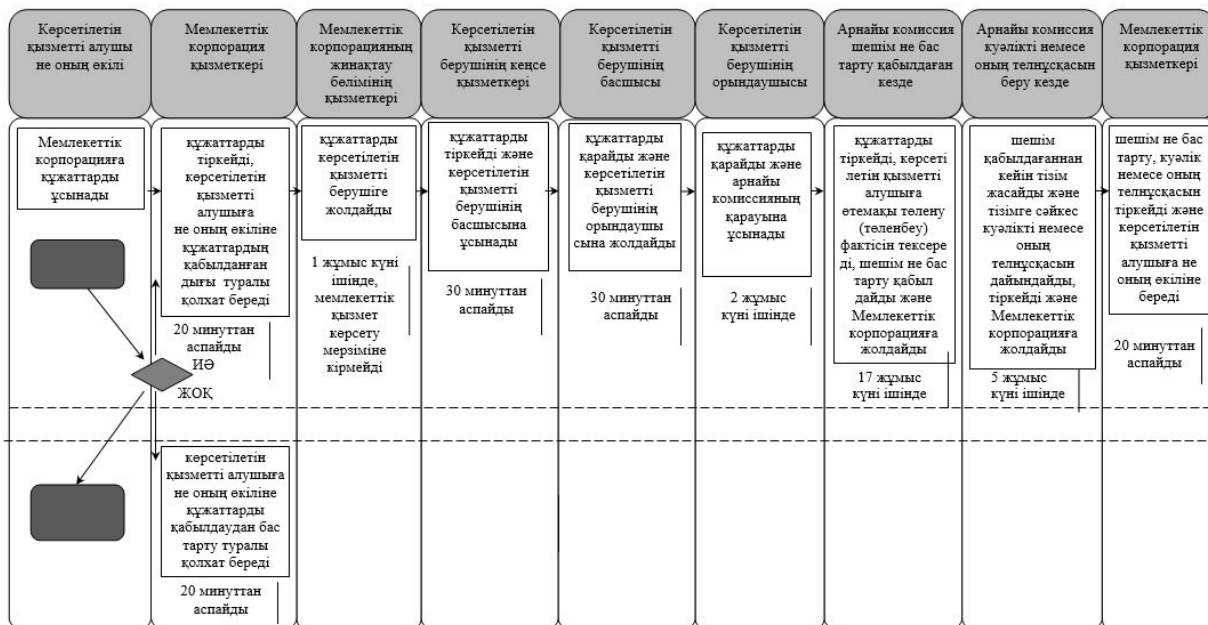 Көрсетілетін
қызметті алушы
не оның өкілі
Мемлекеттік
корпорация
қызметкері
Мемлекеттік
корпорацияның
жинақтау
бөлімінің
қызметкері
Көрсетілетін
қызметті
берушінің кеңсе
қызметкері
Көрсетілетін
қызметті
берушінің
басшысы
Көрсетілетін
қызметті
берушінің
орындаушысы
Арнайы комиссия
шешім не бас
тарту қабылдаған
кезде
Арнайы комиссия
куәлікті немесе
оның телнұсқасын
беру кезде
Мемлекеттік
корпорация
қызметкері
Мемлекеттік
корпорацияға
құжаттарды
ұсынады
құжаттарды
тіркейді,
көрсетілетін
қызметті
алушыға
не оның өкіліне
құжаттардың
қабылданған
дығы туралы
қолхат береді
20 минуттан
аспайды
ИӘ
ЖОҚ
көрсетілетін
қызметті алушыға
не оның өкіліне
құжаттарды
қабылдаудан бас
тарту туралы
қолхат береді
20 минуттан
аспайды
құжаттарды
көрсетілетін
қызметті
берушіге
жолдайды
1 жұмыс күні
ішінде,
мемлекеттік
қызмет
көрсету
мерзіміне
кірмейді
құжаттарды
тіркейді және
көрсетілетін
қызметті
берушінің
басшысына
ұсынады
30 минуттан
аспайды
құжаттарды
қарайды және
көрсетілетін
қызметті
берушінің
орындаушы
сына жолдайды
30 минуттан
аспайды
құжаттарды
қарайды және
арнайы
комиссияның
қарауына
ұсынады
2 жұмыс
күні ішінде
құжаттарды
тіркейді, көрсеті
летін қызметті
алушыға
өтемақы төлену
(төленбеу)
фактісін тексере
ді, шешім не бас
тарту қабыл
дайды және
Мемлекеттік
корпорацияға
жолдайды
17 жұмыс
күні ішінде
шешім
қабылдағаннан
кейін тізім
жасайды және
тізімге сәйкес
куәлікті немесе
оның
телнұсқасын
дайындайды,
тіркейді және
Мемлекеттік
корпорацияға
жолдайды
5 жұмыс
күні ішінде
шешім не бас
тарту, куәлік
немесе оның
телнұсқасын
тіркейді және
көрсетілетін
қызметті
алушыға не
оның өкіліне
береді
20 минуттан
аспайды